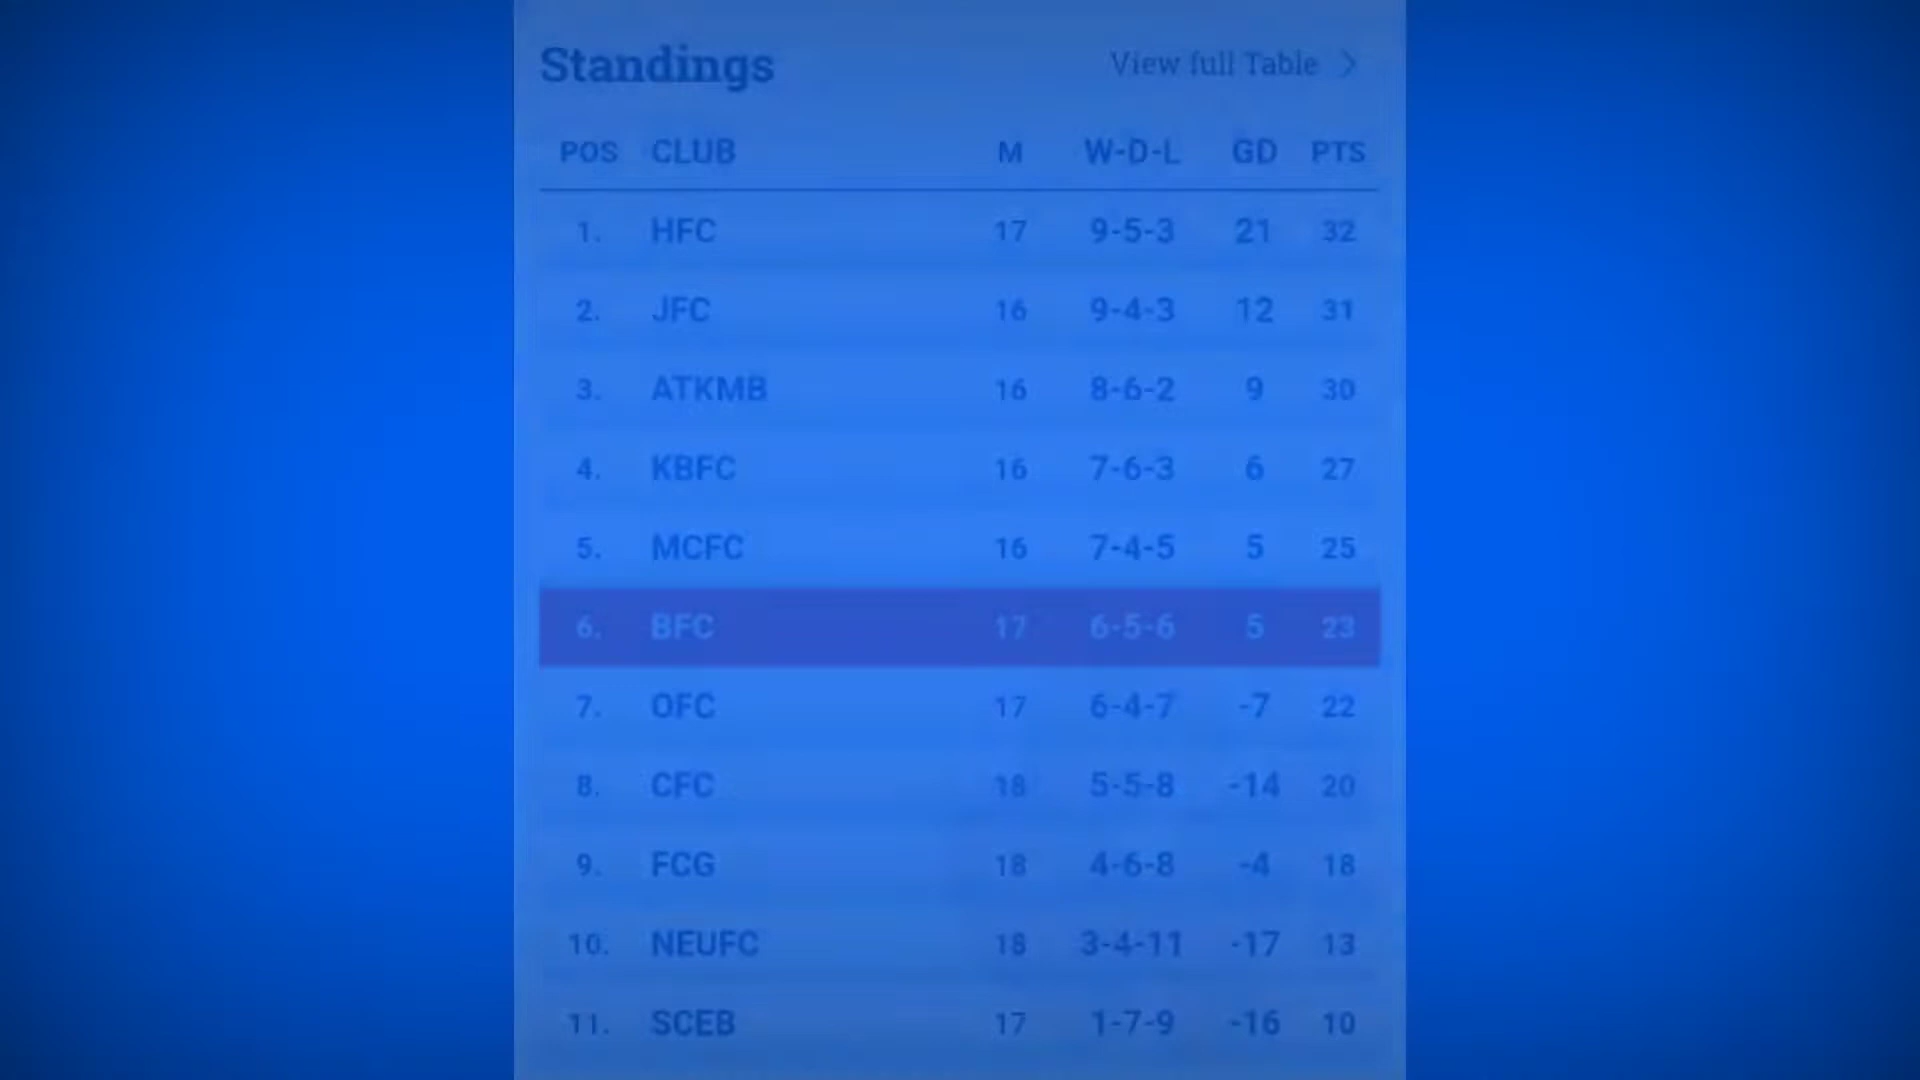 Standings View full Table
POS CLUB M W-D-L GD PTS
1. HFC 17 9-5-3 21 32
2. JFC 16 9-4-3 12 31
3. ATKMB 16 8-6-2 9 30
4. KBFC 16 7-6-3 6 27
5. MCFC 16 7-4-5 5 25
6. BFC 17 6-5-6 5 23
7. OFC 17 6-4-7 -7 22
8. CFC 18 5-5-8 -14 20
9. FCG 18 4-6-8 -4 18
10. NEUFC 18 3-4-11 -17 13
11. SCEB 17 1-7-9 -16 10